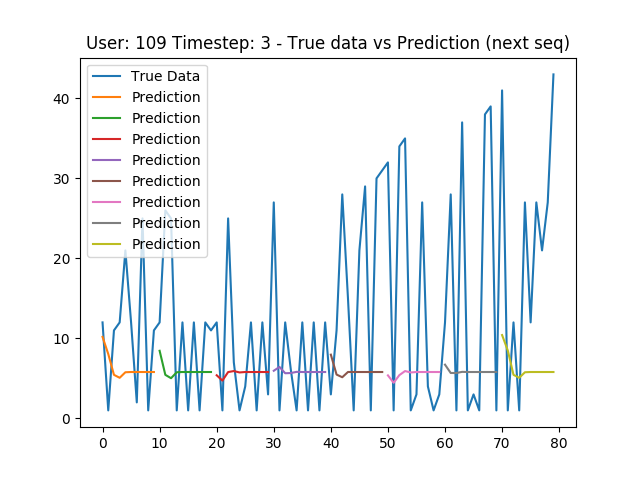 User: 109 Timestep: 3 - True data vs Prediction (next seq)
True Data
Prediction
Prediction
Prediction
Prediction
Prediction
Prediction
Prediction
Prediction
40
30
20
10
0
0 10 20 30 40 50 60 70 80